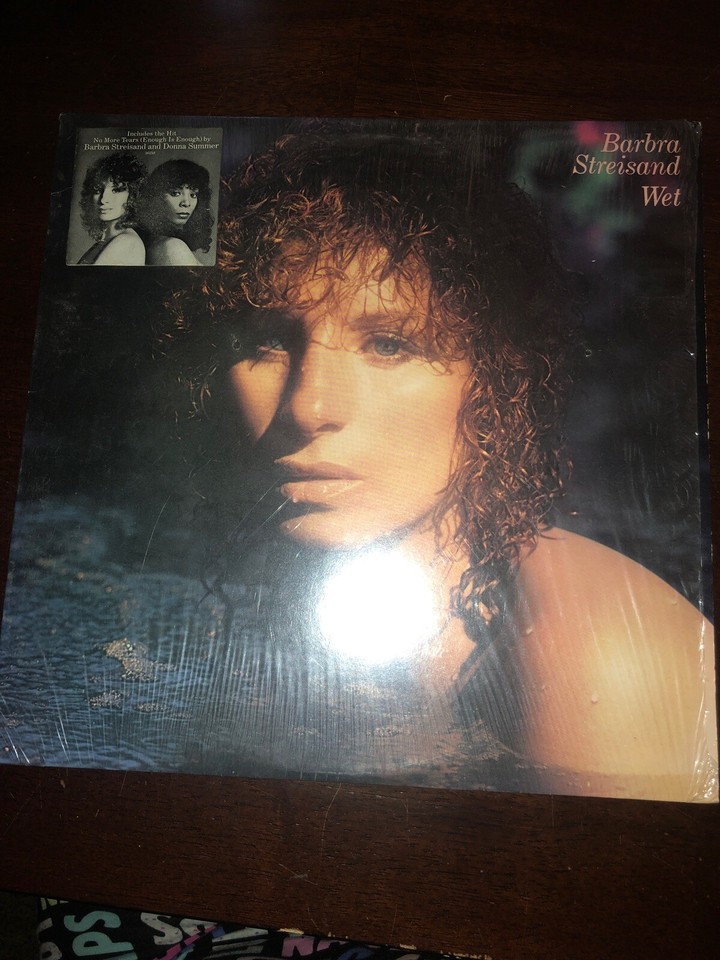 Includes the Hit
No More Tears (Enough Is Enough) by
Barbra Streisand and Donna Summer
Barbra
Streisand
Wet